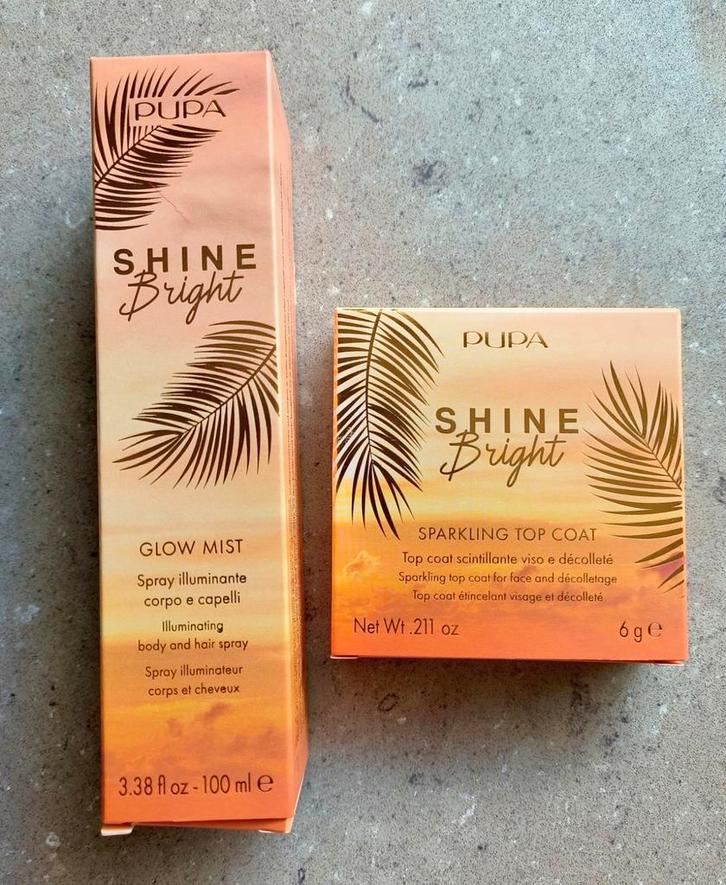 PUPA
SHINE
Bright
GLOW MIST
Spray illuminante
corpo e capelli
Illuminating
body and hair spray
Spray illuminateur
corps et cheveux
3.38 fl oz - 100 ml ℮
PUPA
SHINE
Bright
SPARKLING TOP COAT
Top coat scintillante viso e décolleté
Sparkling top coat for face and décolletage
Top coat étincelant visage et décolleté
Net Wt .211 oz 6 g ℮